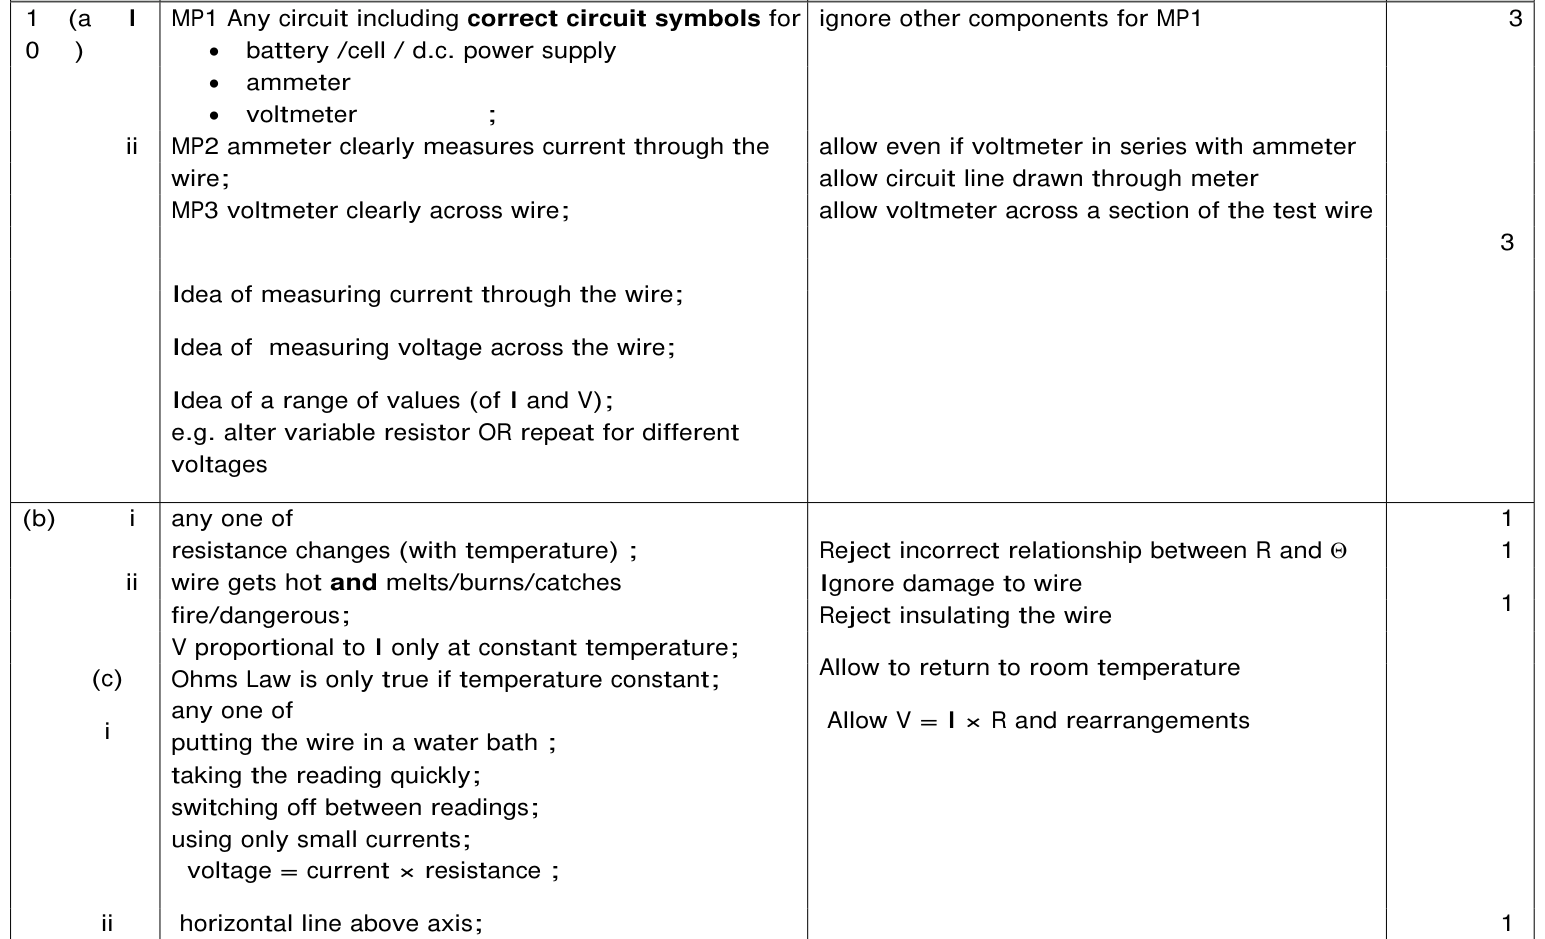 1 (a I MP1 Any circuit including correct circuit symbols for ignore other components for MP1 3
0 )
• battery /cell / d.c. power supply
• ammeter
• voltmeter ;
ii MP2 ammeter clearly measures current through the allow even if voltmeter in series with ammeter
wire; allow circuit line drawn through meter
MP3 voltmeter clearly across wire; allow voltmeter across a section of the test wire
3
Idea of measuring current through the wire;
Idea of measuring voltage across the wire;
Idea of a range of values (of I and V);
e.g. alter variable resistor OR repeat for different
voltages
(b) i any one of 1
resistance changes (with temperature) ; Reject incorrect relationship between R and Θ 1
ii wire gets hot and melts/burns/catches Ignore damage to wire
fire/dangerous; Reject insulating the wire 1
V proportional to I only at constant temperature;
Allow to return to room temperature
(c) Ohms Law is only true if temperature constant;
any one of
i Allow V = I × R and rearrangements
putting the wire in a water bath ;
taking the reading quickly;
switching off between readings;
using only small currents;
voltage = current × resistance ;
ii horizontal line above axis; 1